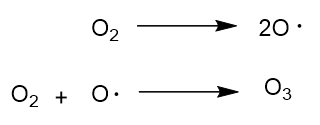 O₂ ⟶ 2O •
O₂ + O• ⟶ O₃